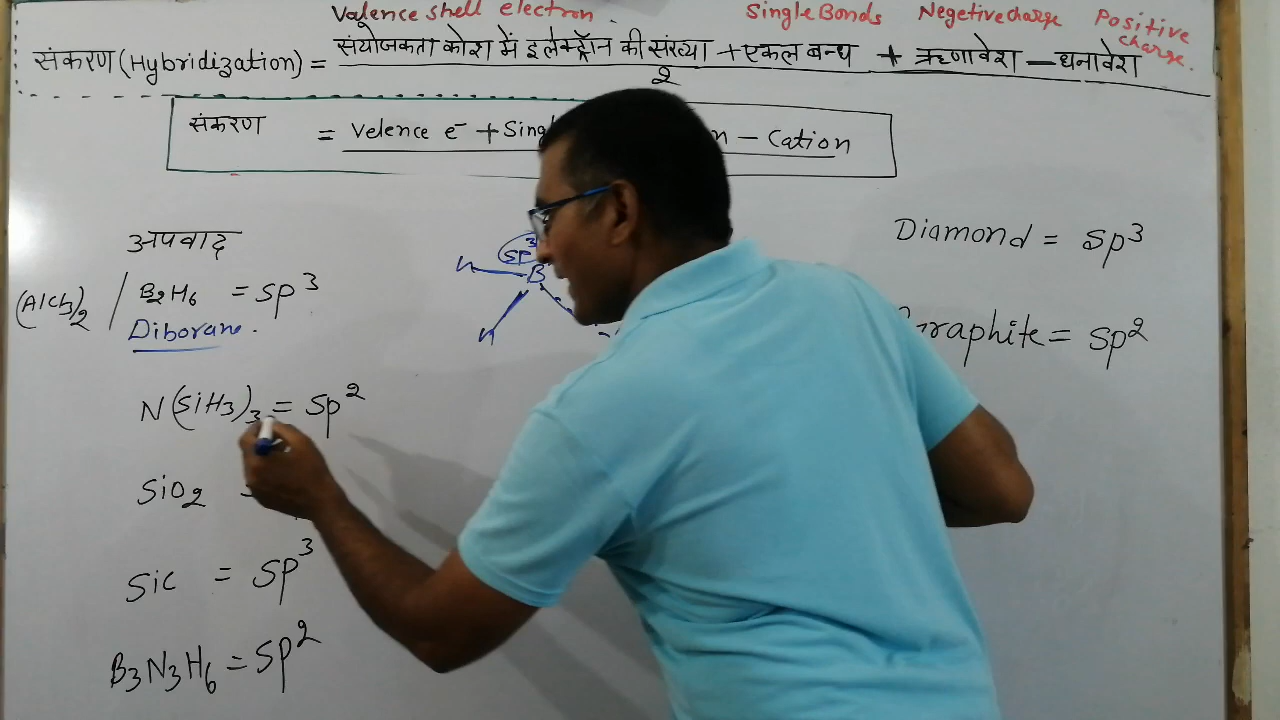 Valence shell electron. Single Bonds Negetive charge Positive charge.
संकरण (Hybridization) = संयोजकता कोश में इलेक्ट्रॉन की संख्या + एकल बन्ध + ऋणावेश — धनावेश
2
संकरण = Velence e⁻ + Sing n — Cation
अपवाद
(AlCl3)2 / B2H6 = SP³
Diborane.
SP³
H B
H
Diamond = SP³
Graphite = SP²
N(SiH3)3 = SP²
SiO2
SiC = SP³
B3N3H6 = SP²